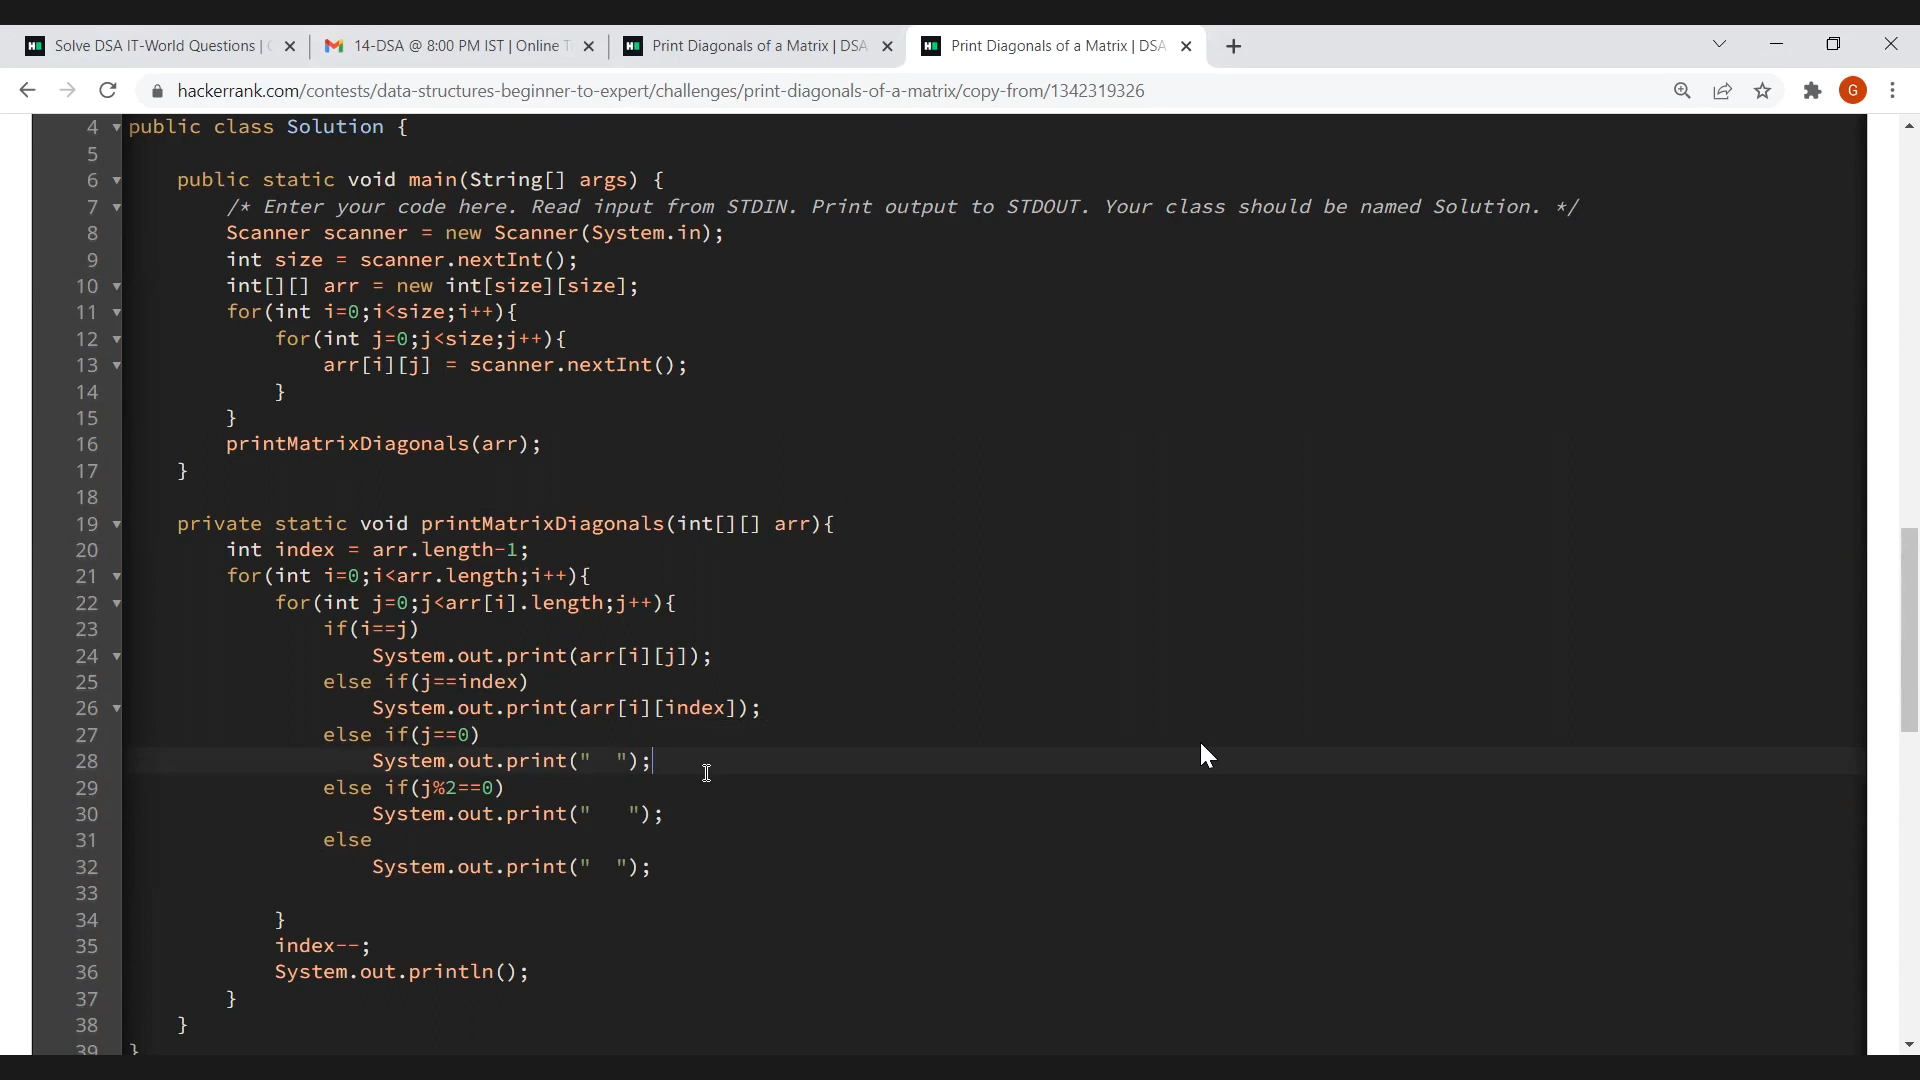 Solve DSA IT-World Questions |
14-DSA @ 8:00 PM IST | Online T
Print Diagonals of a Matrix | DSA
Print Diagonals of a Matrix | DSA
hackerrank.com/contests/data-structures-beginner-to-expert/challenges/print-diagonals-of-a-matrix/copy-from/1342319326
G
4 public class Solution {
5
6 public static void main(String[] args) {
7 /* Enter your code here. Read input from STDIN. Print output to STDOUT. Your class should be named Solution. */
8 Scanner scanner = new Scanner(System.in);
9 int size = scanner.nextInt();
10 int[][] arr = new int[size][size];
11 for(int i=0;i<size;i++){
12 for(int j=0;j<size;j++){
13 arr[i][j] = scanner.nextInt();
14 }
15 }
16 printMatrixDiagonals(arr);
17 }
18
19 private static void printMatrixDiagonals(int[][] arr){
20 int index = arr.length-1;
21 for(int i=0;i<arr.length;i++){
22 for(int j=0;j<arr[i].length;j++){
23 if(i==j)
24 System.out.print(arr[i][j]);
25 else if(j==index)
26 System.out.print(arr[i][index]);
27 else if(j==0)
28 System.out.print("  ");
29 else if(j%2==0)
30 System.out.print("   ");
31 else
32 System.out.print("  ");
33
34 }
35 index--;
36 System.out.println();
37 }
38 }
39 }